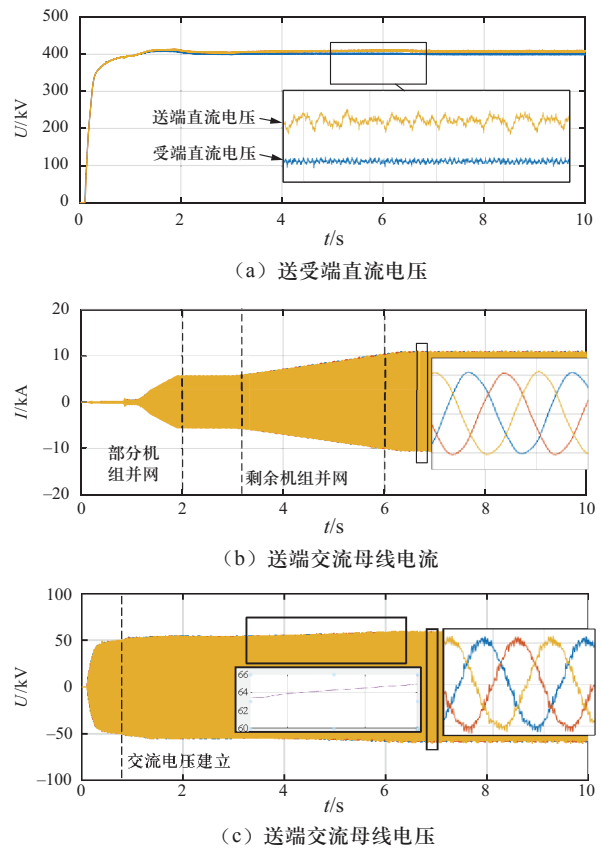 500
400
300
200
100
0
U/kV
送端直流电压
受端直流电压
0
2
4
6
8
10
t/s
(a) 送受端直流电压
20
10
0
-10
-20
I/kA
部分机
组并网
剩余机组并网
0
2
4
6
8
10
t/s
(b) 送端交流母线电流
100
50
0
-50
-100
U/kV
66
64
62
60
交流电压建立
0
2
4
6
8
10
t/s
(c) 送端交流母线电压